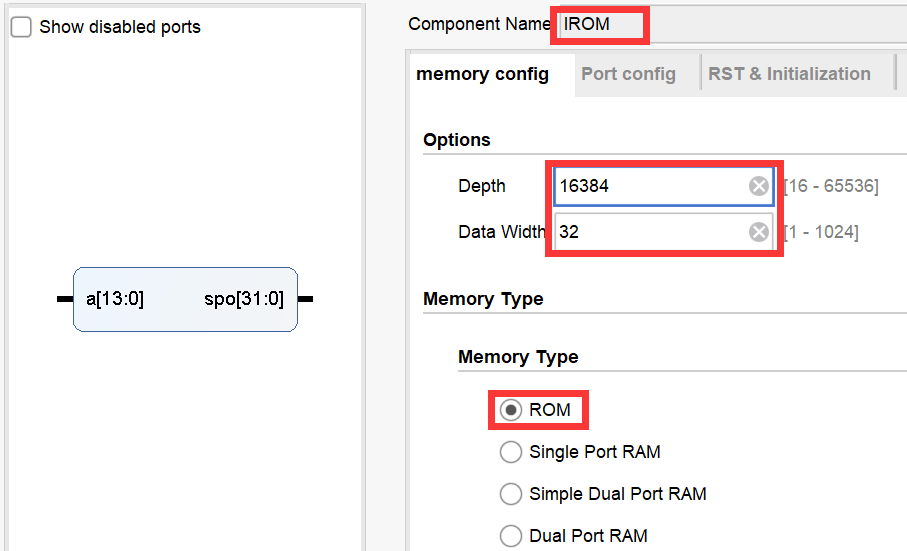 Show disabled ports
a[13:0] spo[31:0]
Component Name IROM
memory config Port config RST & Initialization
Options
Depth 16384 [16 - 65536]
Data Width 32 [1 - 1024]
Memory Type
Memory Type
ROM
Single Port RAM
Simple Dual Port RAM
Dual Port RAM